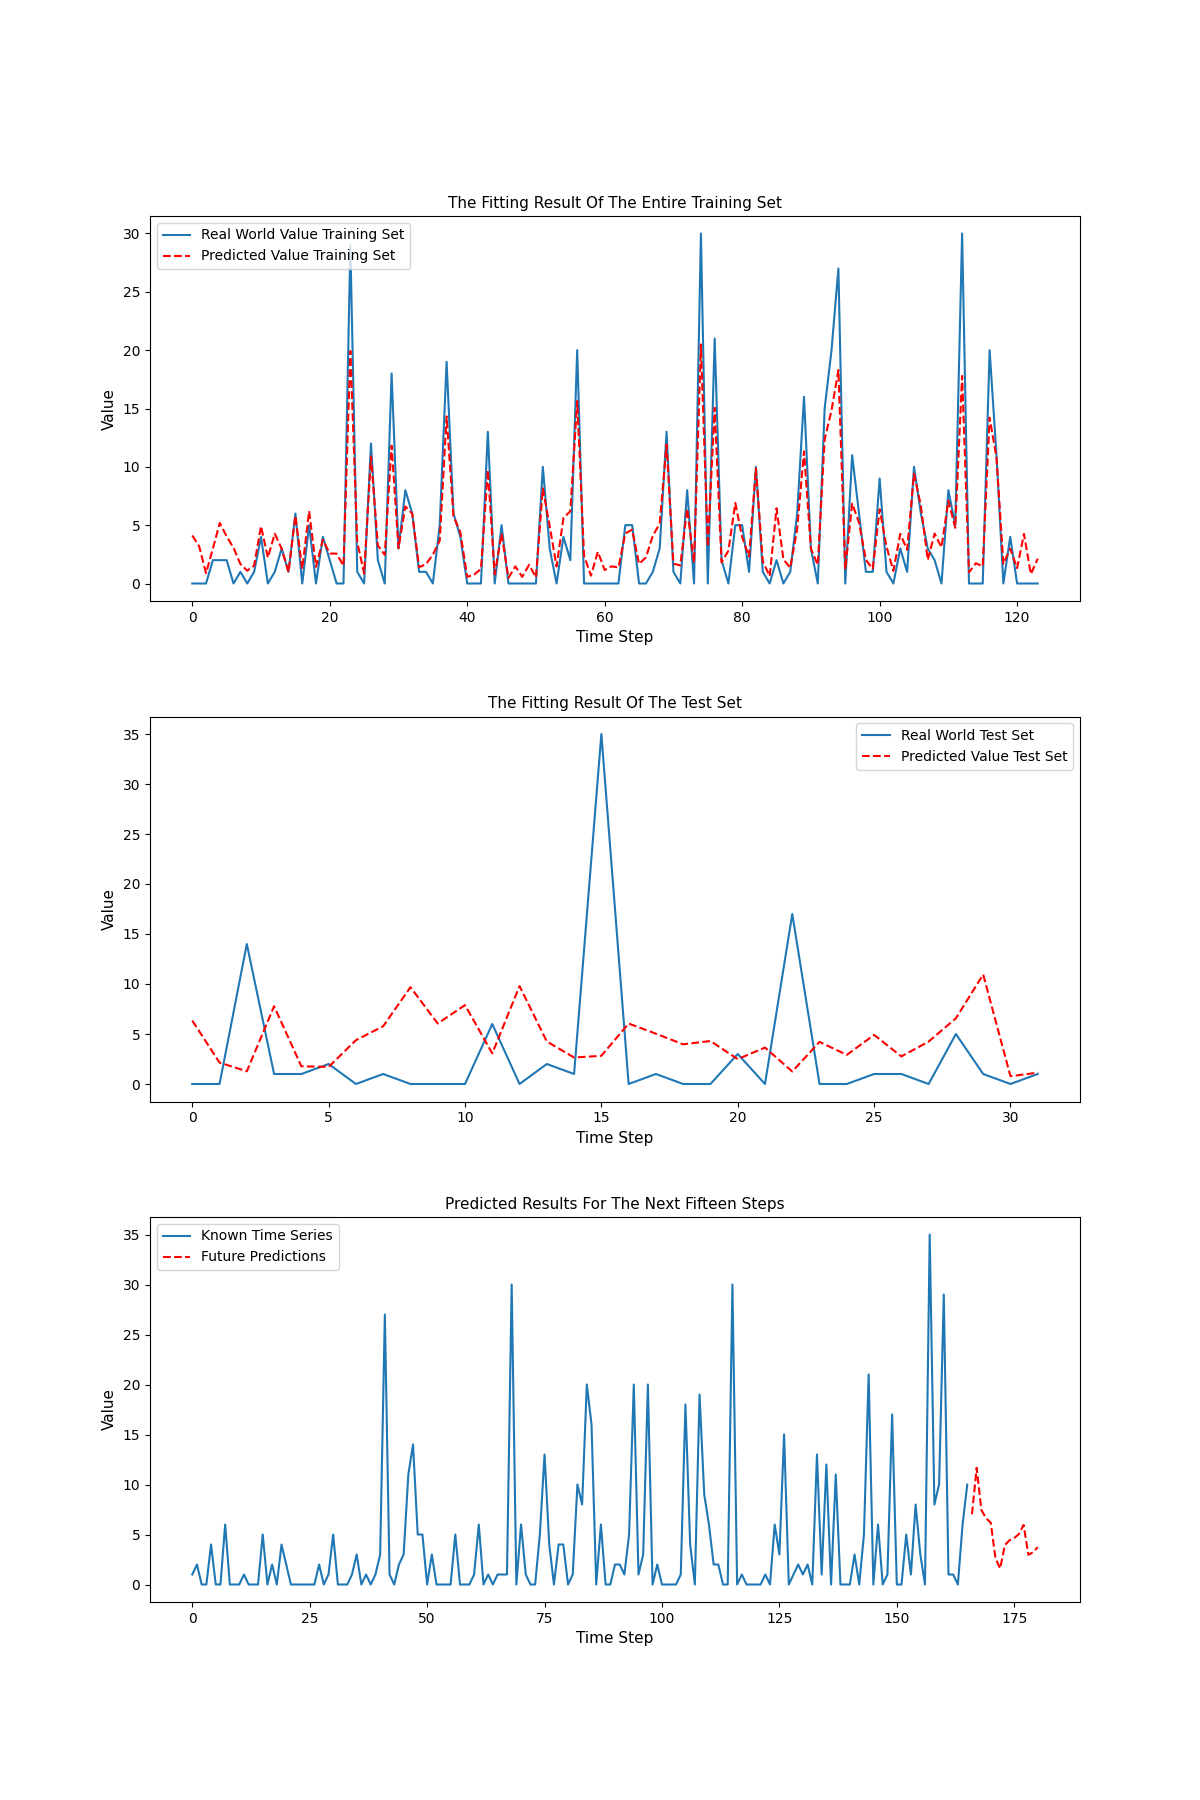 The Fitting Result Of The Entire Training Set
Real World Value Training Set
Predicted Value Training Set
30
25
20
15
10
5
0
Value
0 20 40 60 80 100 120
Time Step
The Fitting Result Of The Test Set
Real World Test Set
Predicted Value Test Set
35
30
25
20
15
10
5
0
Value
0 5 10 15 20 25 30
Time Step
Predicted Results For The Next Fifteen Steps
Known Time Series
Future Predictions
35
30
25
20
15
10
5
0
Value
0 25 50 75 100 125 150 175
Time Step